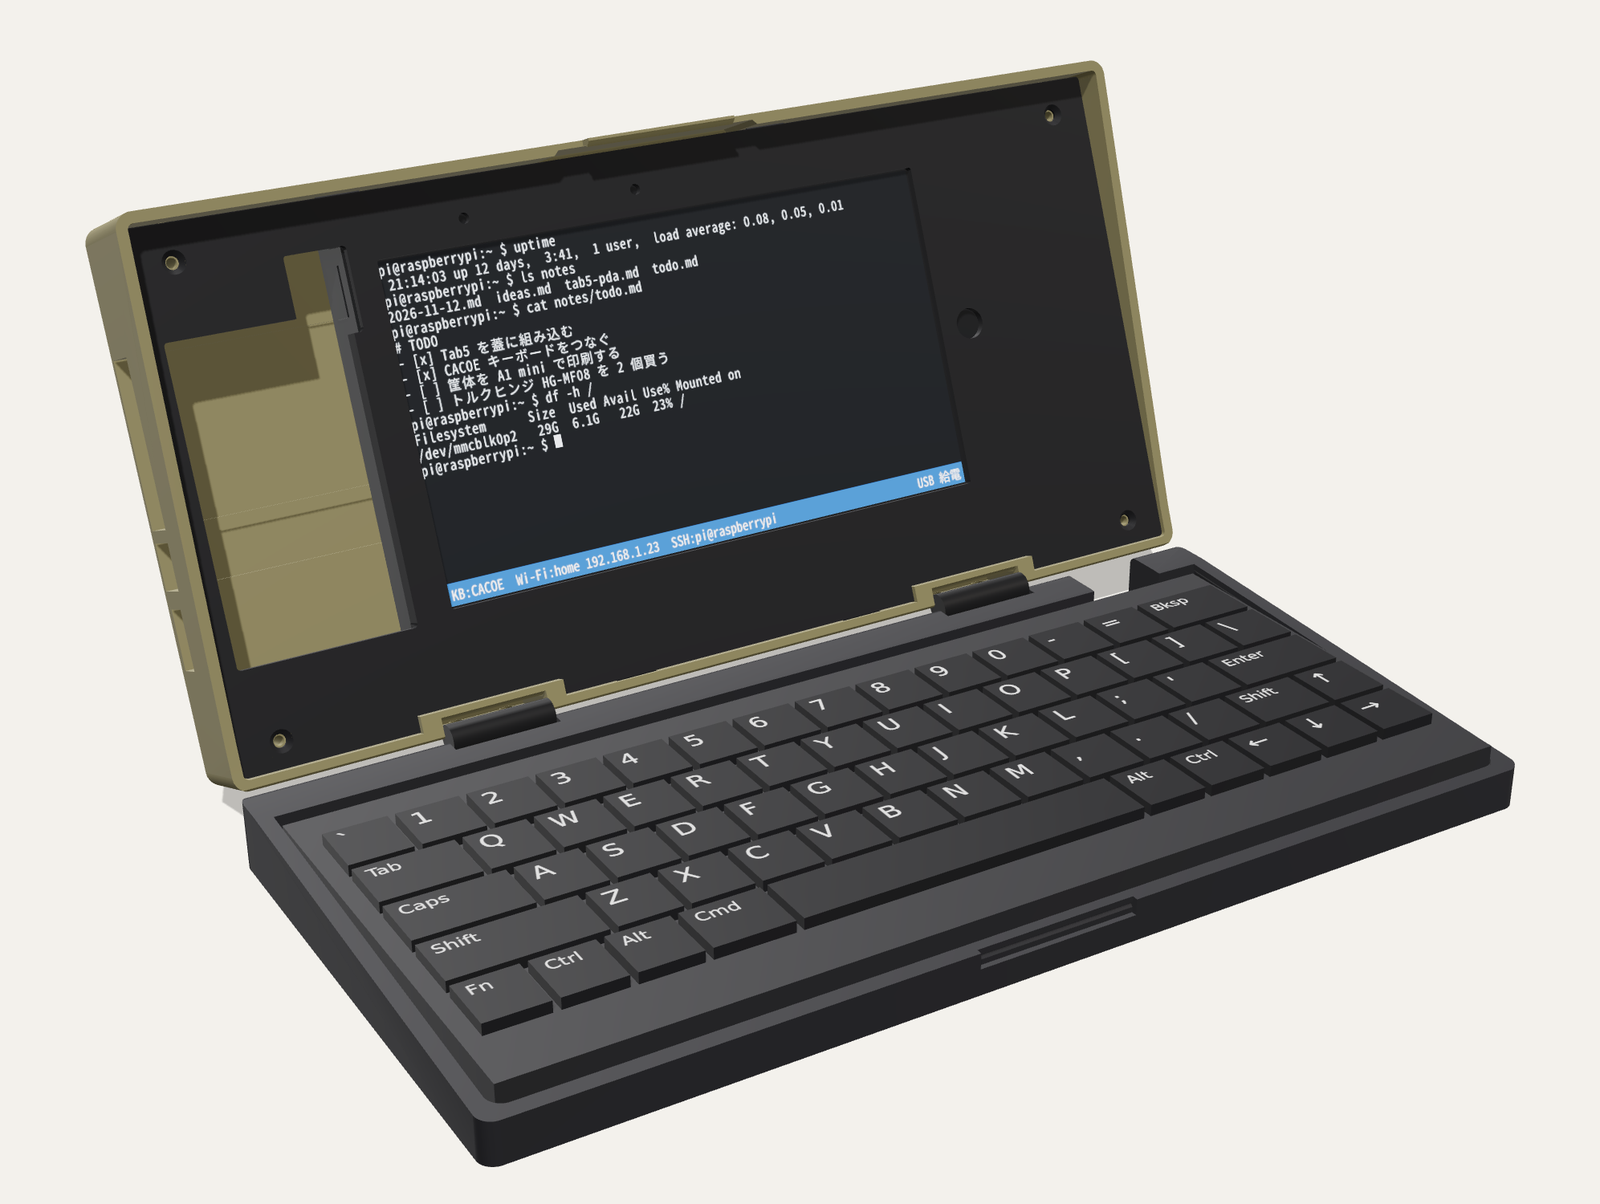 pi@raspberrypi:~ $ uptime
21:14:03 up 12 days,  3:41,  1 user,  load average: 0.08, 0.05, 0.01
pi@raspberrypi:~ $ ls notes
2026-11-12.md  ideas.md  tab5-pda.md  todo.md
pi@raspberrypi:~ $ cat notes/todo.md
# TODO
- [x] Tab5 を蓋に組み込む
- [x] CACOE キーボードをつなぐ
- [ ] 筐体を A1 mini で印刷する
- [ ] トルクヒンジ HG-MF08 を 2 個買う
pi@raspberrypi:~ $ df -h /
Filesystem      Size  Used Avail Use% Mounted on
/dev/mmcblk0p2   29G  6.1G   22G  23% /
pi@raspberrypi:~ $
KB:CACOE  Wi-Fi:home 192.168.1.23  SSH:pi@raspberrypi  USB 給電
` 1 2 3 4 5 6 7 8 9 0 - = Bksp
Tab Q W E R T Y U I O P [ ] \
Caps A S D F G H J K L ; ' Enter
Shift Z X C V B N M , . / Shift ↑
Fn Ctrl Alt Cmd Alt Ctrl ← ↓ →